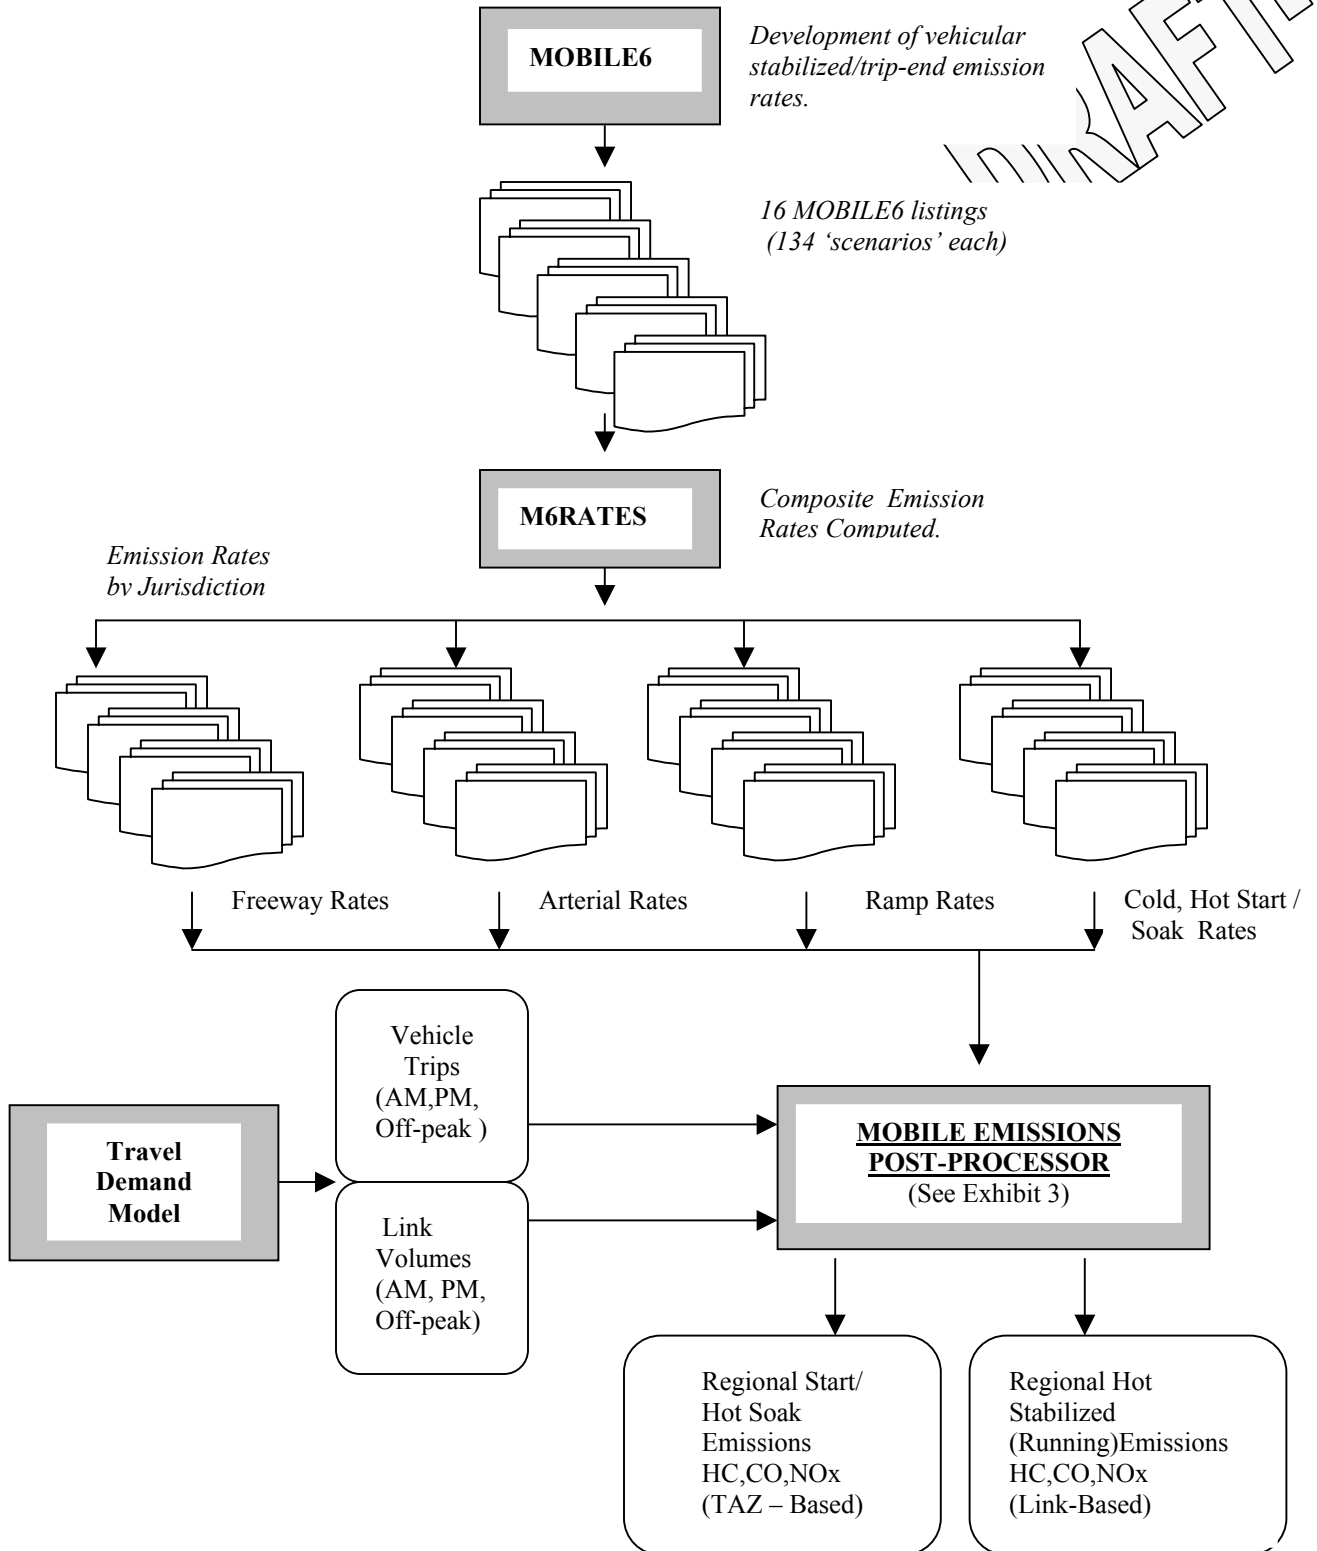 MOBILE6
Development of vehicular
stabilized/trip-end emission
rates.
DRAFT
16 MOBILE6 listings
(134 ‘scenarios’ each)
M6RATES
Composite Emission
Rates Computed.
Emission Rates
by Jurisdiction
Freeway Rates
Arterial Rates
Ramp Rates
Cold, Hot Start /
Soak Rates
Vehicle
Trips
(AM,PM,
Off-peak )
Travel
Demand
Model
Link
Volumes
(AM, PM,
Off-peak)
MOBILE EMISSIONS
POST-PROCESSOR
(See Exhibit 3)
Regional Start/
Hot Soak
Emissions
HC,CO,NOx
(TAZ – Based)
Regional Hot
Stabilized
(Running)Emissions
HC,CO,NOx
(Link-Based)